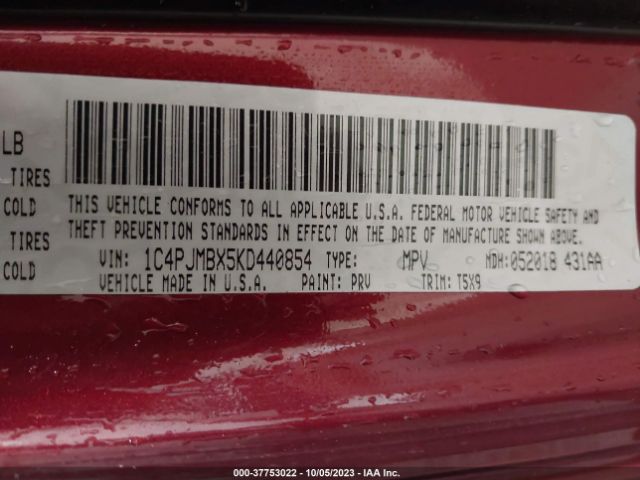 LB
TIRES
COLD THIS VEHICLE CONFORMS TO ALL APPLICABLE U.S.A. FEDERAL MOTOR VEHICLE SAFETY AND
TIRES THEFT PREVENTION STANDARDS IN EFFECT ON THE DATE OF MANUFACTURE SHOWN ABOVE.
COLD VIN: 1C4PJMBX5KD440854 TYPE: MPV MDH:052018 431AA
VEHICLE MADE IN U.S.A. PAINT: PRV TRIM: T5X9
000-37753022 - 10/05/2023 - IAA Inc.